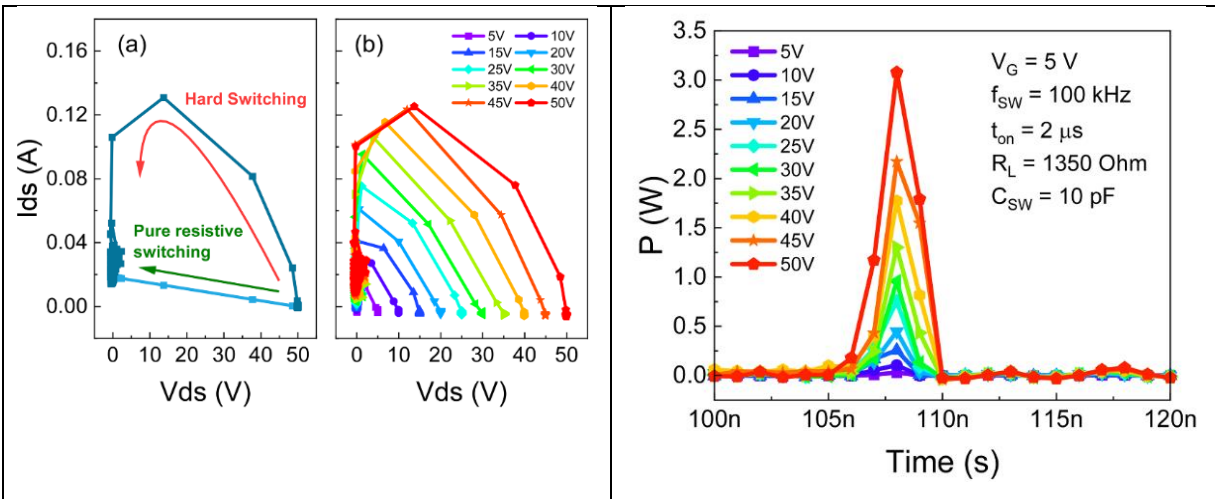 (a)
Hard Switching
Pure resistive
switching
0.16
0.12
0.08
0.04
0.00
Ids (A)
0 10 20 30 40 50
Vds (V)
(b)
5V 10V
15V 20V
25V 30V
35V 40V
45V 50V
0 10 20 30 40 50
Vds (V)
3.5
3.0
2.5
2.0
1.5
1.0
0.5
0.0
P (W)
5V
10V
15V
20V
25V
30V
35V
40V
45V
50V
V_G = 5 V
f_SW = 100 kHz
t_on = 2 μs
R_L = 1350 Ohm
C_SW = 10 pF
100n 105n 110n 115n 120n
Time (s)